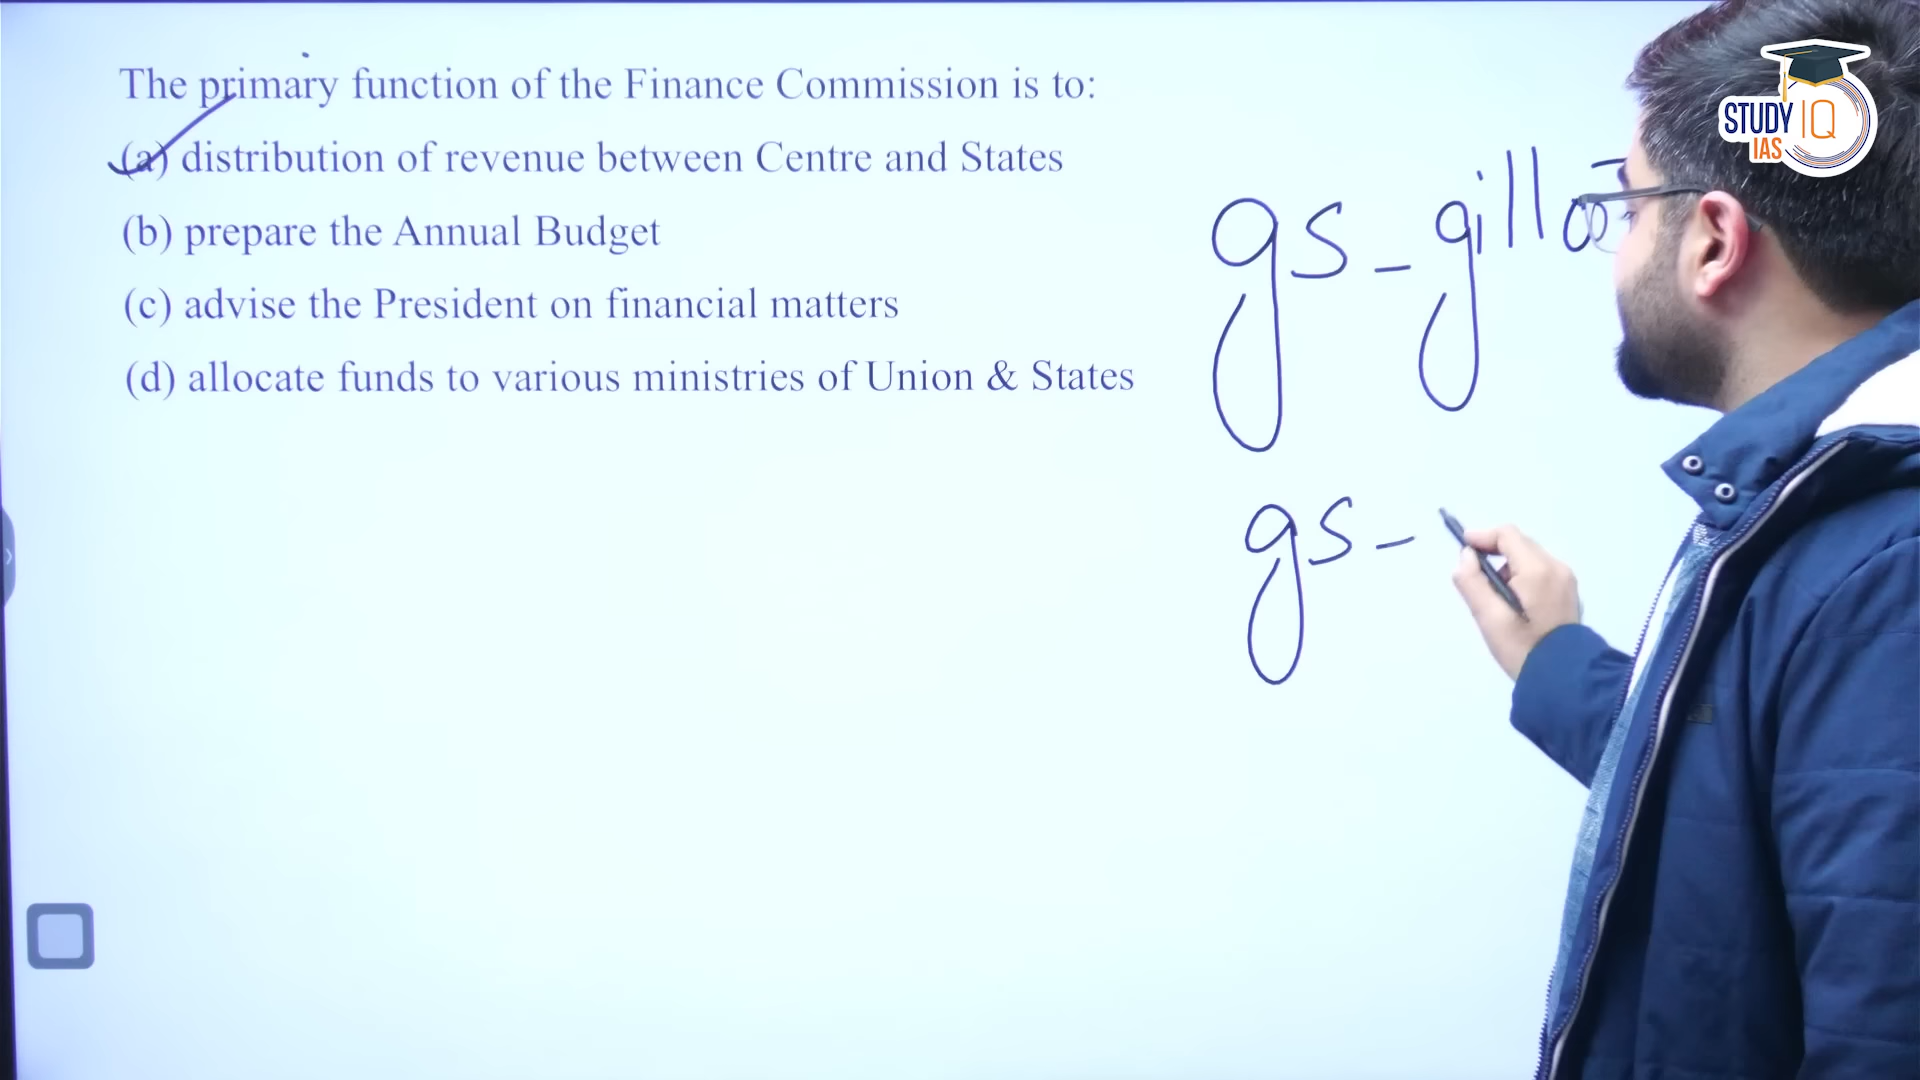 The primary function of the Finance Commission is to:
(a) distribution of revenue between Centre and States
(b) prepare the Annual Budget
(c) advise the President on financial matters
(d) allocate funds to various ministries of Union & States
gs_
gs-
STUDY IQ
IAS